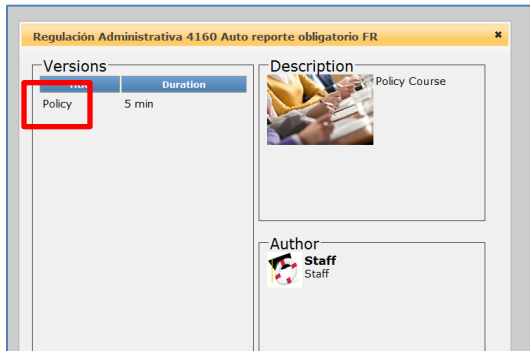 Regulación Administrativa 4160 Auto reporte obligatorio FR
Versions
Duration
Policy 5 min
Description
Policy Course
Author
Staff
Staff